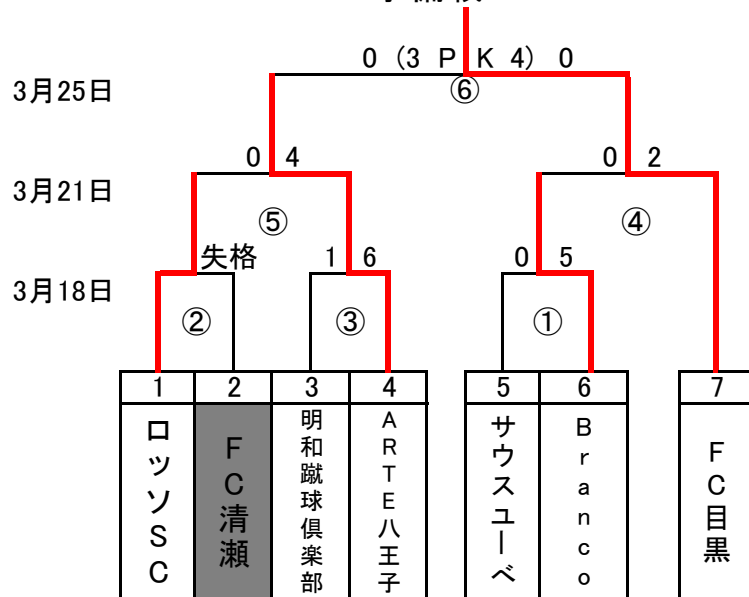 0 (3 P K 4) 0
3月25日
⑥
0 4
0 2
3月21日
⑤
④
失格
1 6
0 5
3月18日
②
③
①
1
2
3
4
5
6
7
ロッソSC
FC清瀬
明和蹴球倶楽部
ARTE八王子
サウスユーベ
Branco
FC目黒